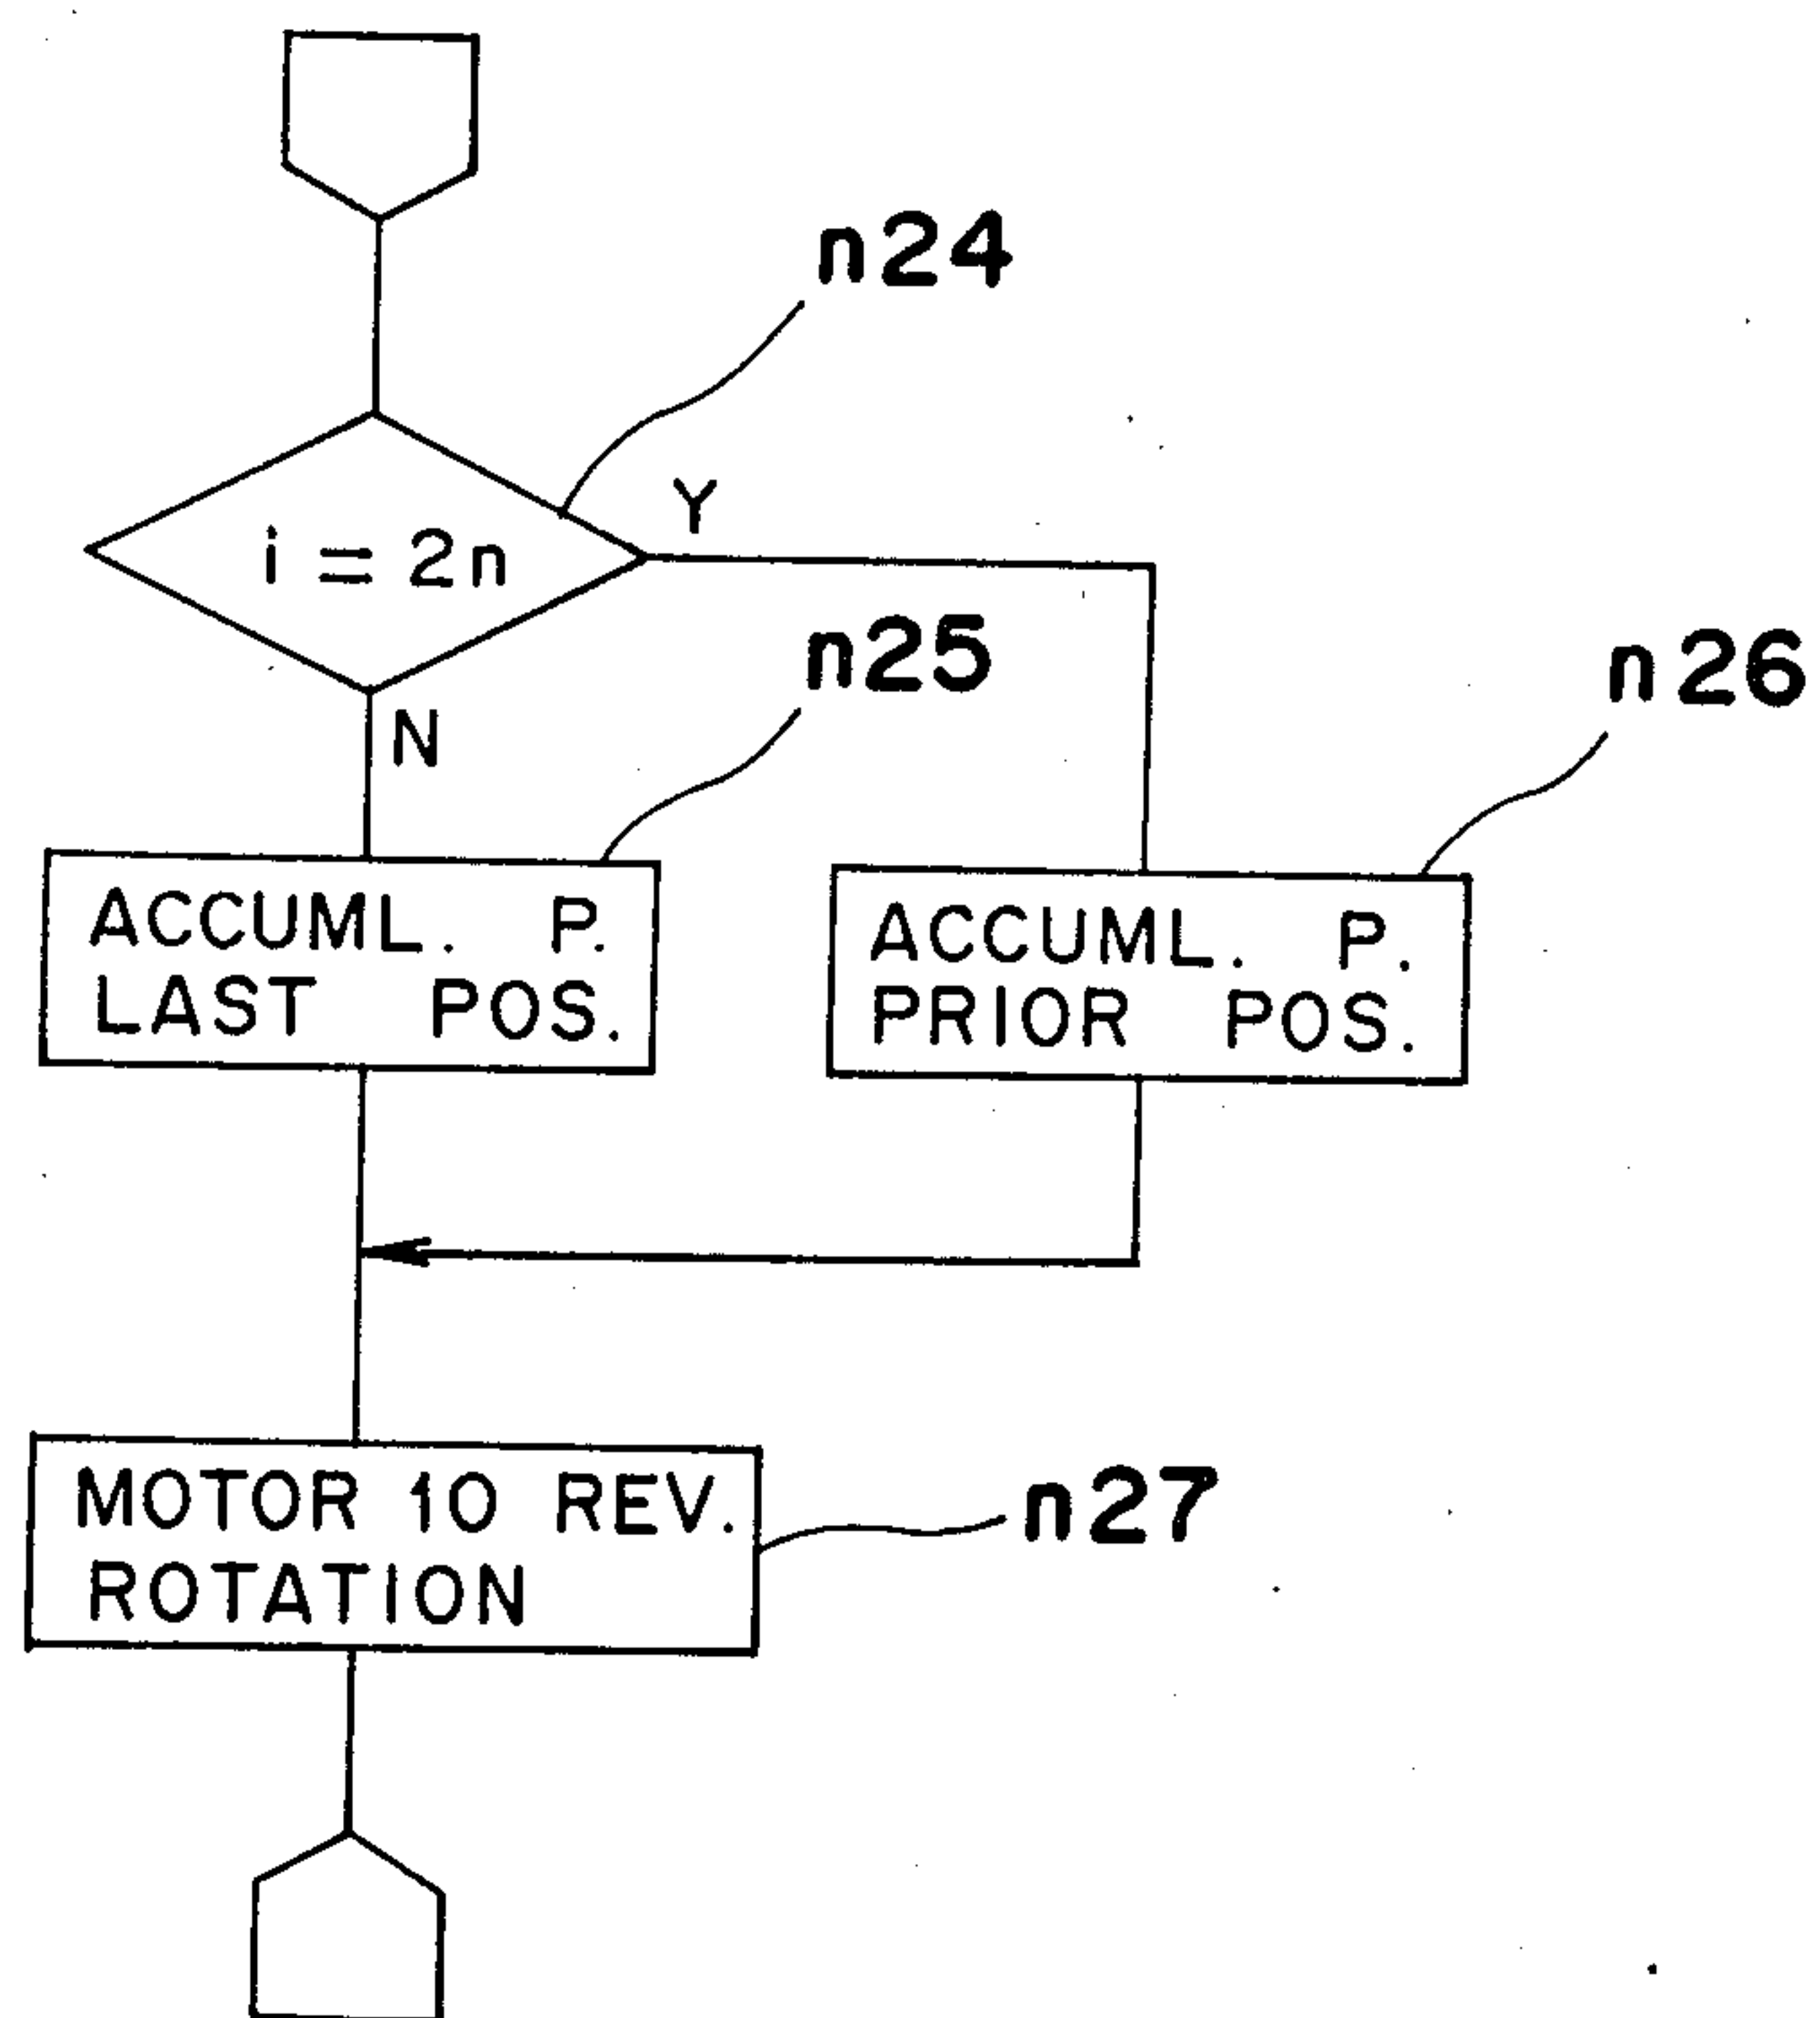 n24
i = 2n
Y
n25
n26
N
ACCUML. P.
LAST POS.
ACCUML. P.
PRIOR POS.
MOTOR 10 REV.
ROTATION
n27